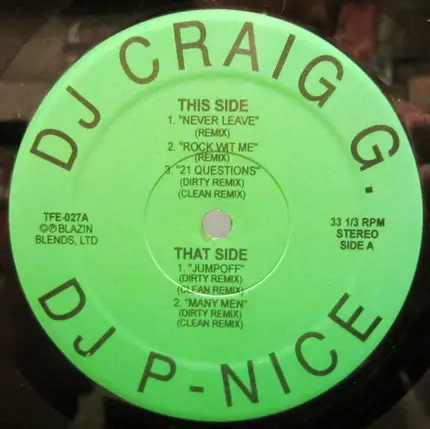 DJ CRAIG G.
THIS SIDE
1. "NEVER LEAVE"
(REMIX)
2. "ROCK WIT ME"
(REMIX)
3. "21 QUESTIONS"
(DIRTY REMIX)
(CLEAN REMIX)
TFE-027A
©℗ BLAZIN
BLENDS, LTD
33 1/3 RPM
STEREO
SIDE A
THAT SIDE
1. "JUMPOFF"
(DIRTY REMIX)
(CLEAN REMIX)
2. "MANY MEN"
(DIRTY REMIX)
(CLEAN REMIX)
DJ P-NICE